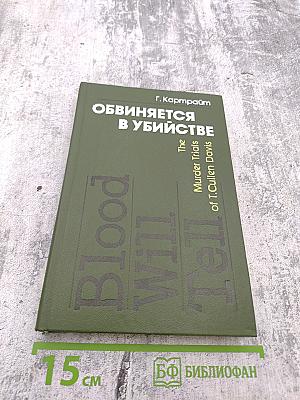 Г. Картрайт
ОБВИНЯЕТСЯ
В УБИЙСТВЕ
The
Murder Trials
of T. Cullen Davis
Blood
Will
Tell
15 см
БФ БИБЛИОФАН